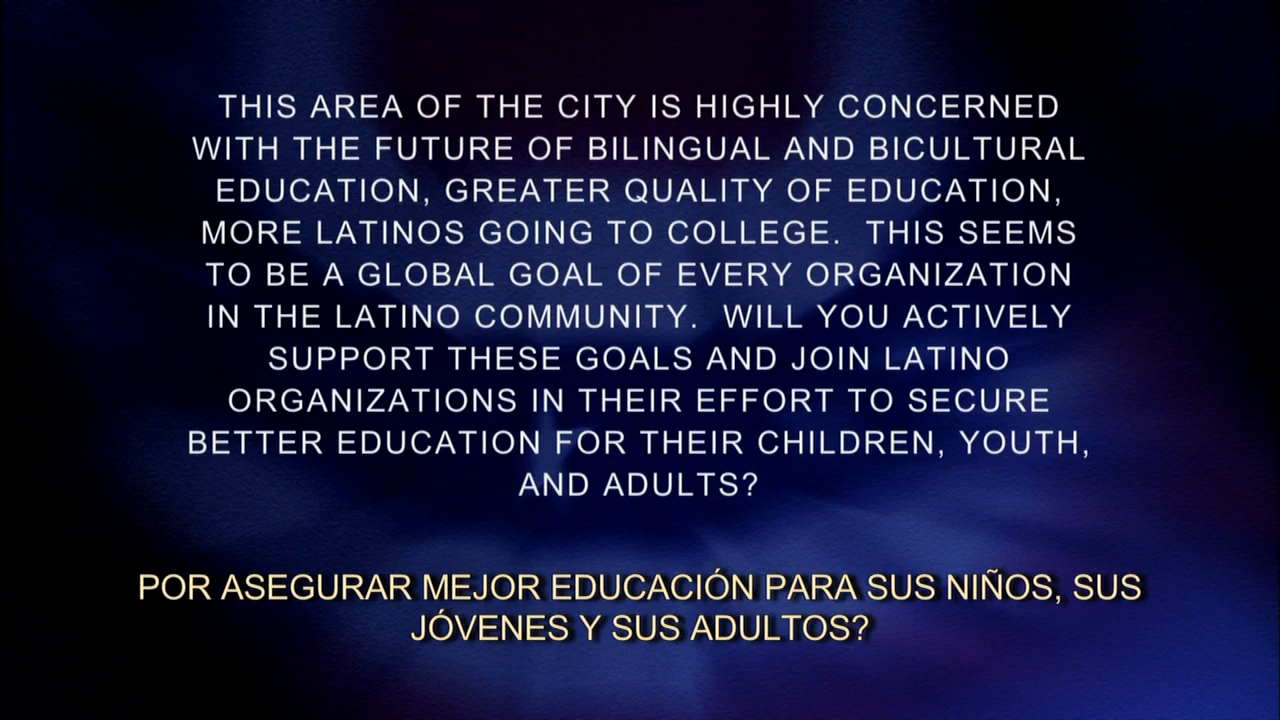 THIS AREA OF THE CITY IS HIGHLY CONCERNED
WITH THE FUTURE OF BILINGUAL AND BICULTURAL
EDUCATION, GREATER QUALITY OF EDUCATION,
MORE LATINOS GOING TO COLLEGE.  THIS SEEMS
TO BE A GLOBAL GOAL OF EVERY ORGANIZATION
IN THE LATINO COMMUNITY.  WILL YOU ACTIVELY
SUPPORT THESE GOALS AND JOIN LATINO
ORGANIZATIONS IN THEIR EFFORT TO SECURE
BETTER EDUCATION FOR THEIR CHILDREN, YOUTH,
AND ADULTS?
POR ASEGURAR MEJOR EDUCACIÓN PARA SUS NIÑOS, SUS
JÓVENES Y SUS ADULTOS?